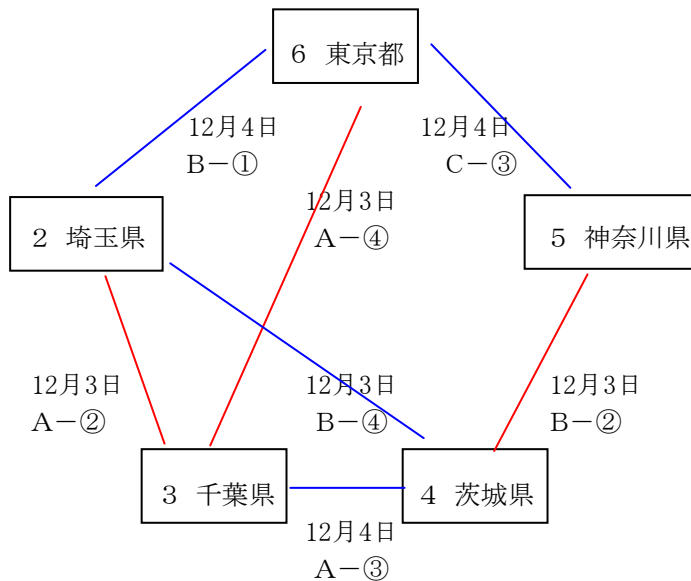 6 東京都
12月4日
B－①
12月4日
C－③
12月3日
A－④
2 埼玉県
5 神奈川県
12月3日
A－②
12月3日
B－④
12月3日
B－②
3 千葉県
4 茨城県
12月4日
A－③